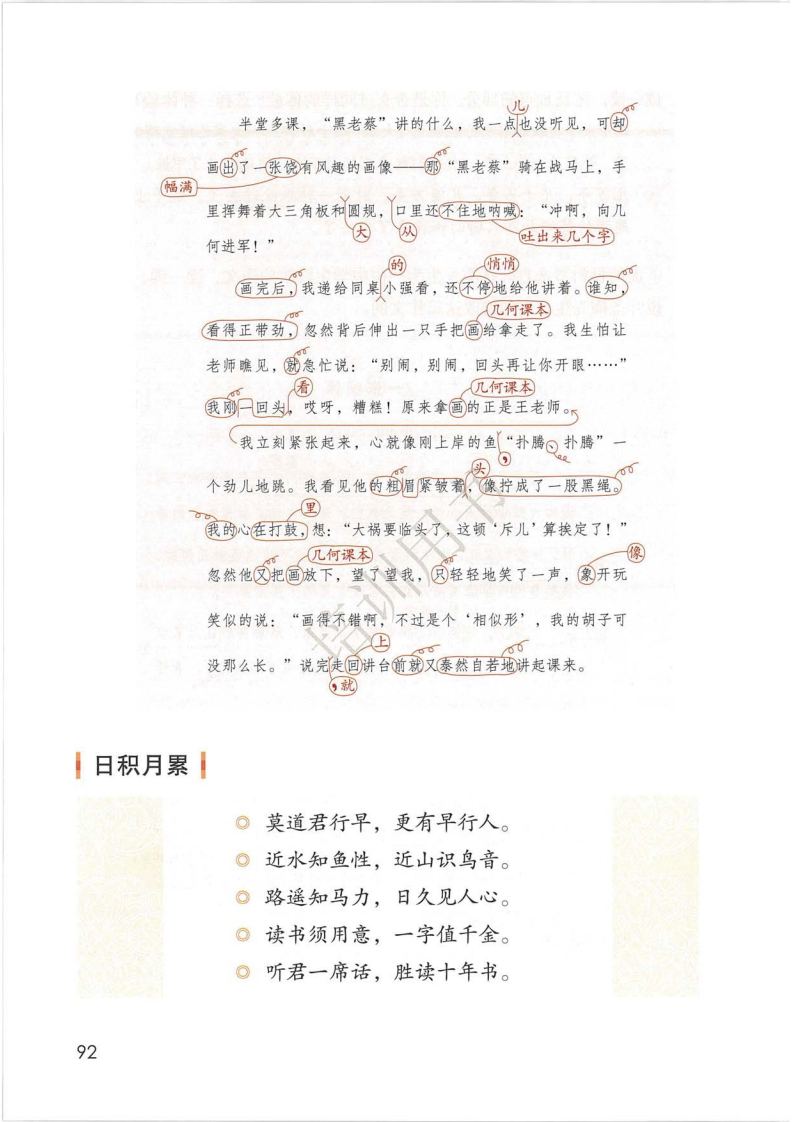 儿
半堂多课，“黑老蔡”讲的什么，我一点也没听见，可却
画出了一张饶有风趣的画像——那“黑老蔡”骑在战马上，手
幅满
里挥舞着大三角板和圆规，口里还不住地呐喊：“冲啊，向几
大 从 吐出来几个字
何进军！”
的 悄悄
画完后，我递给同桌小强看，还不停地给他讲着。谁知，
几何课本
看得正带劲，忽然背后伸出一只手把画给拿走了。我生怕让
老师瞧见，就急忙说：“别闹，别闹，回头再让你开眼……”
看 几何课本
我刚一回头，哎呀，糟糕！原来拿画的正是王老师。
我立刻紧张起来，心就像刚上岸的鱼“扑腾、扑腾”一
，
个劲儿地跳。我看见他的粗眉紧皱着，像拧成了一股黑绳。
里 头
我的心在打鼓，想：“大祸要临头了，这顿‘斥儿’算挨定了！”
几何课本 像
忽然他又把画放下，望了望我，只轻轻地笑了一声，象开玩
笑似的说：“画得不错啊，不过是个‘相似形’，我的胡子可
上
没那么长。”说完走回讲台前就又泰然自若地讲起课来。
，就
培训用书
日积月累
莫道君行早，更有早行人。
近水知鱼性，近山识鸟音。
路遥知马力，日久见人心。
读书须用意，一字值千金。
听君一席话，胜读十年书。
92